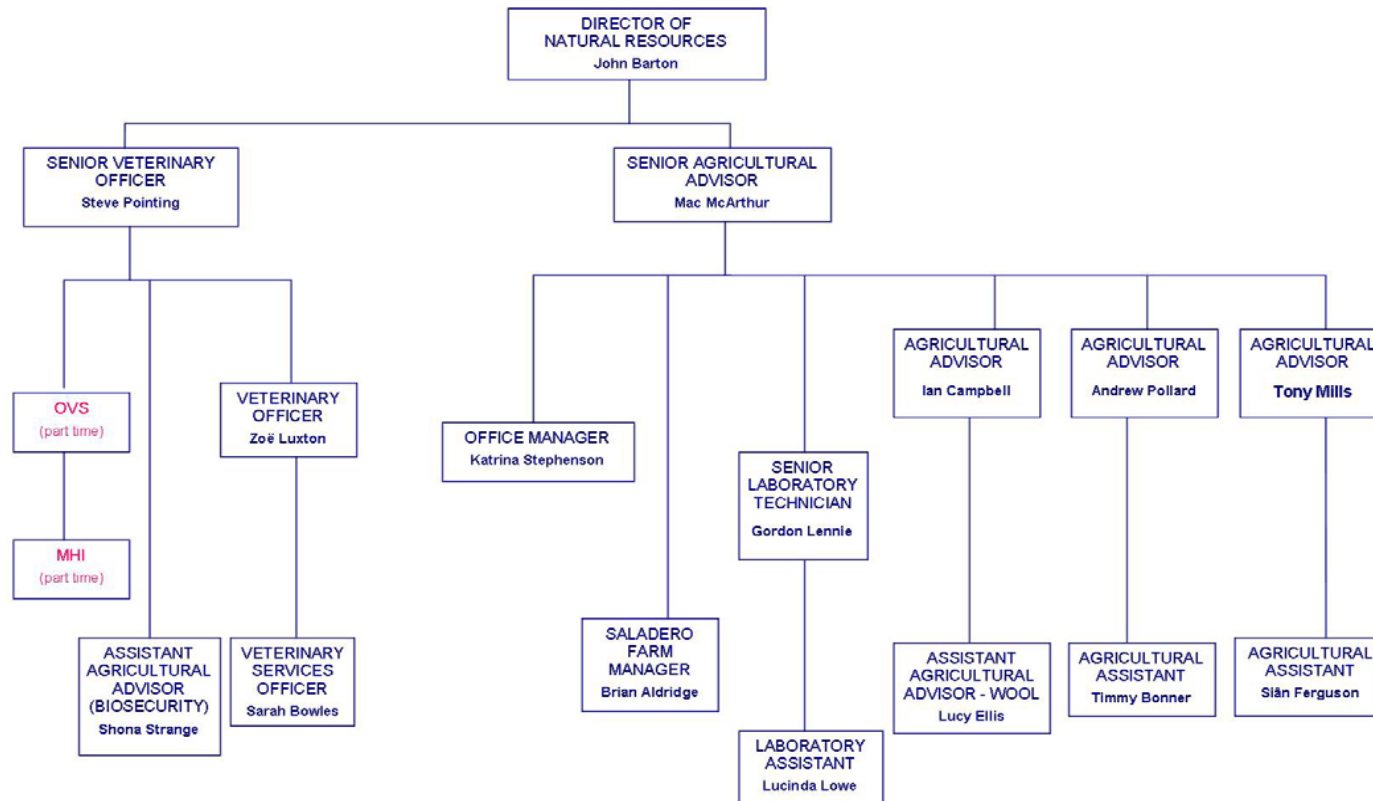 DIRECTOR OF
NATURAL RESOURCES
John Barton
SENIOR VETERINARY
OFFICER
Steve Pointing
SENIOR AGRICULTURAL
ADVISOR
Mac McArthur
OVS
(part time)
MHI
(part time)
ASSISTANT
AGRICULTURAL
ADVISOR
(BIOSECURITY)
Shona Strange
VETERINARY
OFFICER
Zoë Luxton
VETERINARY
SERVICES
OFFICER
Sarah Bowles
OFFICE MANAGER
Katrina Stephenson
SALADERO
FARM
MANAGER
Brian Aldridge
SENIOR
LABORATORY
TECHNICIAN
Gordon Lennie
LABORATORY
ASSISTANT
Lucinda Lowe
AGRICULTURAL
ADVISOR
Ian Campbell
ASSISTANT
AGRICULTURAL
ADVISOR - WOOL
Lucy Ellis
AGRICULTURAL
ADVISOR
Andrew Pollard
AGRICULTURAL
ASSISTANT
Timmy Bonner
AGRICULTURAL
ADVISOR
Tony Mills
AGRICULTURAL
ASSISTANT
Siân Ferguson